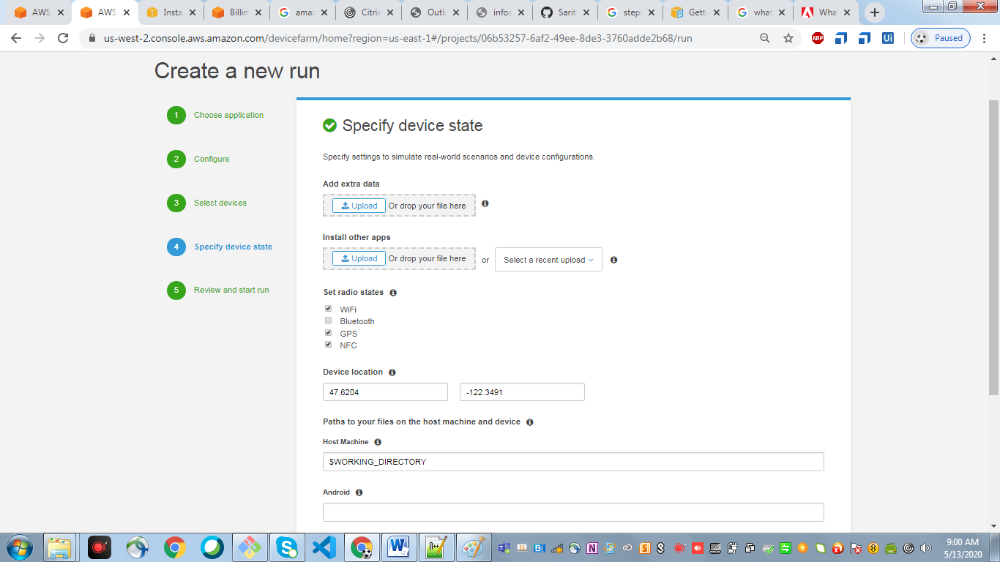 AWS
AWS
Insta
Billin
amaz
Citrix
Outlo
infos
Sarit
steps
Getti
what
Wha
us-west-2.console.aws.amazon.com/devicefarm/home?region=us-east-1#/projects/06b53257-6af2-49ee-8de3-3760adde2b68/run
ABP
Ui
Paused
Create a new run
1 Choose application
2 Configure
3 Select devices
4 Specify device state
5 Review and start run
Specify device state
Specify settings to simulate real-world scenarios and device configurations.
Add extra data
Upload Or drop your file here
Install other apps
Upload Or drop your file here or Select a recent upload
Set radio states
WiFi
Bluetooth
GPS
NFC
Device location
47.6204 -122.3491
Paths to your files on the host machine and device
Host Machine
$WORKING_DIRECTORY
Android
9:00 AM
5/13/2020